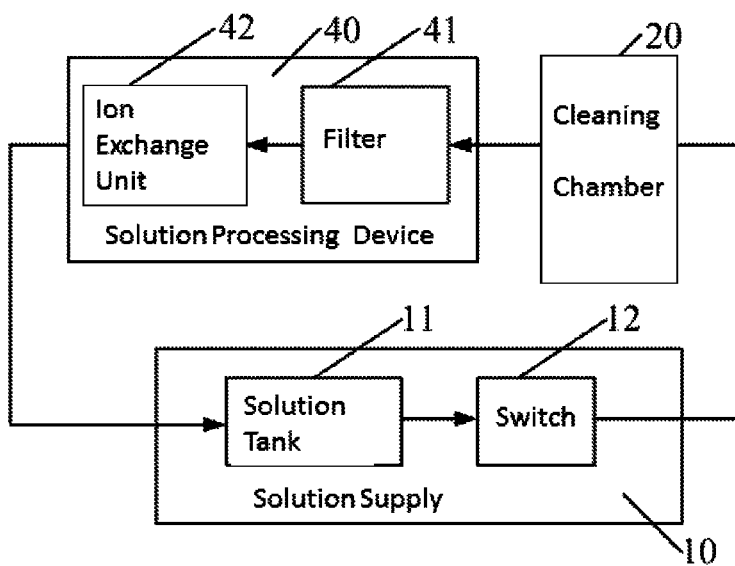 42
40
41
20
Ion
Exchange
Unit
Filter
Solution Processing Device
Cleaning
Chamber
11
12
Solution
Tank
Switch
Solution Supply
10